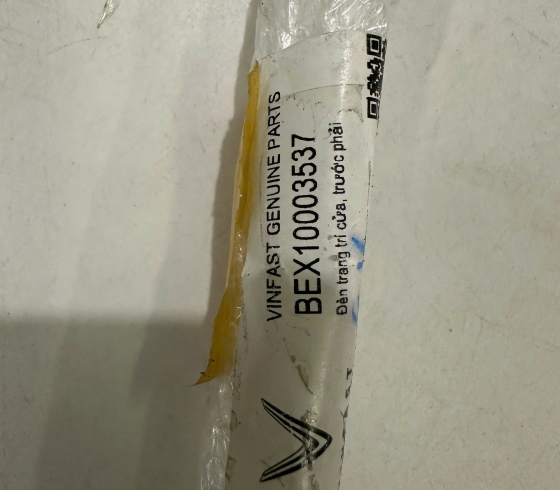 VINFAST GENUINE PARTS
BEX10003537
Đèn trang trí cửa, trước phải